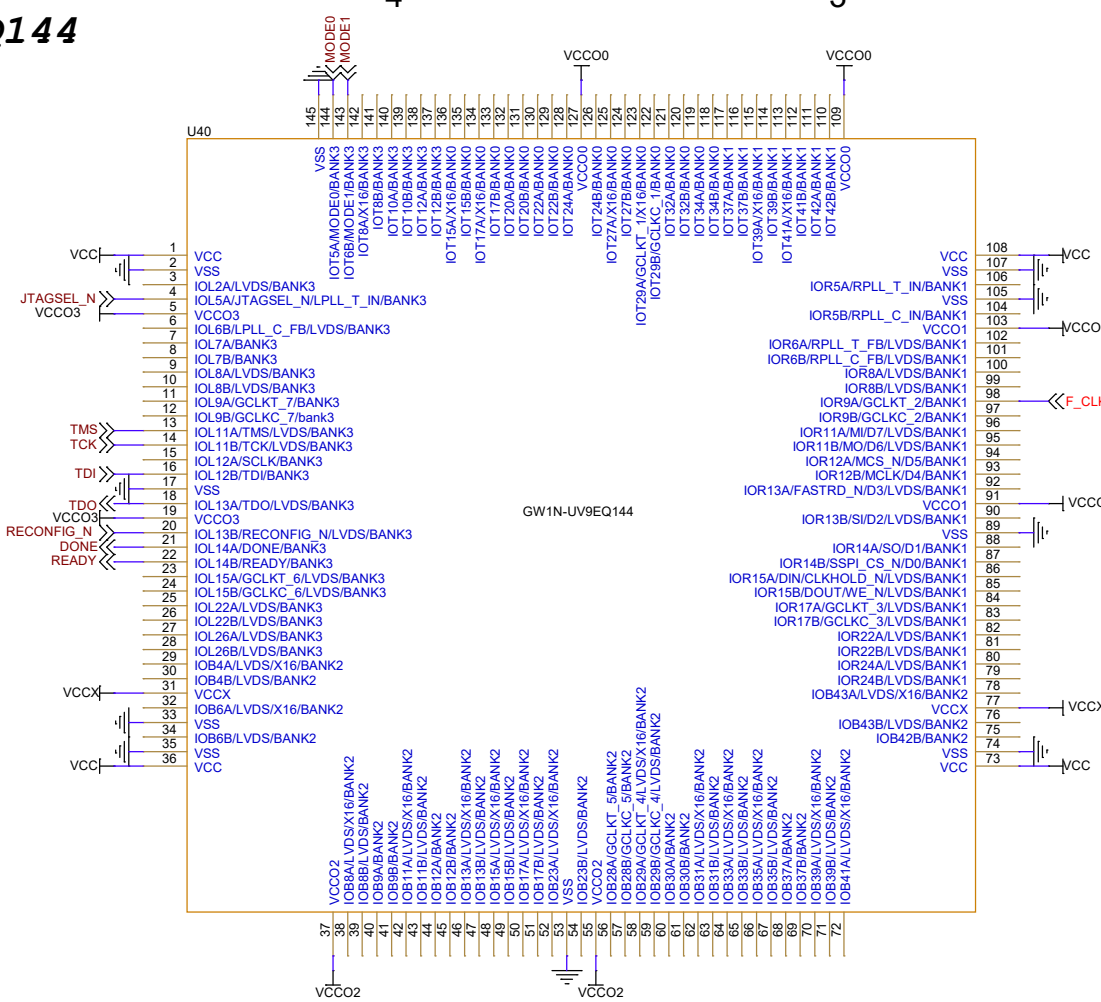 4
Q144
MODE0
MODE1
VCCO0
VCCO0
145
144
143
142
141
140
139
138
137
136
135
134
133
132
131
130
129
128
127
126
125
124
123
122
121
120
119
118
117
116
115
114
113
112
111
110
109
U40
VSS
IOT5A/MODE0/BANK3
IOT6B/MODE1/BANK3
IOT8A/X16/BANK3
IOT8B/BANK3
IOT10A/BANK3
IOT10B/BANK3
IOT12A/BANK3
IOT12B/BANK3
IOT15A/X16/BANK0
IOT15B/BANK0
IOT17A/X16/BANK0
IOT17B/BANK0
IOT20A/BANK0
IOT20B/BANK0
IOT22A/BANK0
IOT22B/BANK0
IOT24A/BANK0
VCCO0
IOT24B/BANK0
IOT27A/X16/BANK0
IOT27B/BANK0
IOT29A/GCLKT_1/X16/BANK0
IOT29B/GCLKC_1/BANK0
IOT32A/BANK0
IOT32B/BANK0
IOT34A/BANK0
IOT34B/BANK0
IOT37A/BANK1
IOT37B/BANK1
IOT39A/X16/BANK1
IOT39B/BANK1
IOT41A/X16/BANK1
IOT41B/BANK1
IOT42A/BANK1
IOT42B/BANK1
VCCO0
VCC 1 VCC
2 VSS
3 IOL2A/LVDS/BANK3
JTAGSEL_N 4 IOL5A/JTAGSEL_N/LPLL_T_IN/BANK3
VCCO3 5 VCCO3
6 IOL6B/LPLL_C_FB/LVDS/BANK3
7 IOL7A/BANK3
8 IOL7B/BANK3
9 IOL8A/LVDS/BANK3
10 IOL8B/LVDS/BANK3
11 IOL9A/GCLKT_7/BANK3
12 IOL9B/GCLKC_7/bank3
TMS 13 IOL11A/TMS/LVDS/BANK3
TCK 14 IOL11B/TCK/LVDS/BANK3
15 IOL12A/SCLK/BANK3
TDI 16 IOL12B/TDI/BANK3
17 VSS
TDO 18 IOL13A/TDO/LVDS/BANK3
VCCO3 19 VCCO3
RECONFIG_N 20 IOL13B/RECONFIG_N/LVDS/BANK3
DONE 21 IOL14A/DONE/BANK3
READY 22 IOL14B/READY/BANK3
23 IOL15A/GCLKT_6/LVDS/BANK3
24 IOL15B/GCLKC_6/LVDS/BANK3
25 IOL22A/LVDS/BANK3
26 IOL22B/LVDS/BANK3
27 IOL26A/LVDS/BANK3
28 IOL26B/LVDS/BANK3
29 IOB4A/LVDS/X16/BANK2
30 IOB4B/LVDS/BANK2
VCCX 31 VCCX
32 IOB6A/LVDS/X16/BANK2
33 VSS
34 IOB6B/LVDS/BANK2
35 VSS
VCC 36 VCC
GW1N-UV9EQ144
VCC 108 VCC
VSS 107
IOR5A/RPLL_T_IN/BANK1 106
VSS 105
IOR5B/RPLL_C_IN/BANK1 104
VCCO1 103 VCCO
IOR6A/RPLL_T_FB/LVDS/BANK1 102
IOR6B/RPLL_C_FB/LVDS/BANK1 101
IOR8A/LVDS/BANK1 100
IOR8B/LVDS/BANK1 99
IOR9A/GCLKT_2/BANK1 98 F_CL
IOR9B/GCLKC_2/BANK1 97
IOR11A/MI/D7/LVDS/BANK1 96
IOR11B/MO/D6/LVDS/BANK1 95
IOR12A/MCS_N/D5/BANK1 94
IOR12B/MCLK/D4/BANK1 93
IOR13A/FASTRD_N/D3/LVDS/BANK1 92
VCCO1 91 VCCO
IOR13B/SI/D2/LVDS/BANK1 90
VSS 89
IOR14A/SO/D1/BANK1 88
IOR14B/SSPI_CS_N/D0/BANK1 87
IOR15A/DIN/CLKHOLD_N/LVDS/BANK1 86
IOR15B/DOUT/WE_N/LVDS/BANK1 85
IOR17A/GCLKT_3/LVDS/BANK1 84
IOR17B/GCLKC_3/LVDS/BANK1 83
IOR22A/LVDS/BANK1 82
IOR22B/LVDS/BANK1 81
IOR24A/LVDS/BANK1 80
IOR24B/LVDS/BANK1 79
IOB43A/LVDS/X16/BANK2 78
VCCX 77 VCCX
IOB43B/LVDS/BANK2 76
IOB42B/BANK2 75
VSS 74
VCC 73 VCC
VCCO2
IOB8A/LVDS/X16/BANK2
IOB8B/LVDS/BANK2
IOB9A/BANK2
IOB9B/BANK2
IOB11A/LVDS/X16/BANK2
IOB11B/LVDS/BANK2
IOB12A/BANK2
IOB12B/BANK2
IOB13A/LVDS/X16/BANK2
IOB13B/LVDS/BANK2
IOB15A/LVDS/X16/BANK2
IOB15B/LVDS/BANK2
IOB17A/LVDS/X16/BANK2
IOB17B/LVDS/BANK2
IOB23A/LVDS/X16/BANK2
VSS
IOB23B/LVDS/BANK2
VCCO2
IOB28A/GCLKT_5/BANK2
IOB28B/GCLKC_5/BANK2
IOB29A/GCLKT_4/LVDS/X16/BANK2
IOB29B/GCLKC_4/LVDS/BANK2
IOB30A/BANK2
IOB30B/BANK2
IOB31A/LVDS/X16/BANK2
IOB31B/LVDS/BANK2
IOB33A/LVDS/X16/BANK2
IOB33B/LVDS/BANK2
IOB35A/LVDS/X16/BANK2
IOB35B/LVDS/BANK2
IOB37A/BANK2
IOB37B/BANK2
IOB39A/LVDS/X16/BANK2
IOB39B/LVDS/BANK2
IOB41A/LVDS/X16/BANK2
37
38
39
40
41
42
43
44
45
46
47
48
49
50
51
52
53
54
55
56
57
58
59
60
61
62
63
64
65
66
67
68
69
70
71
72
VCCO2
VCCO2